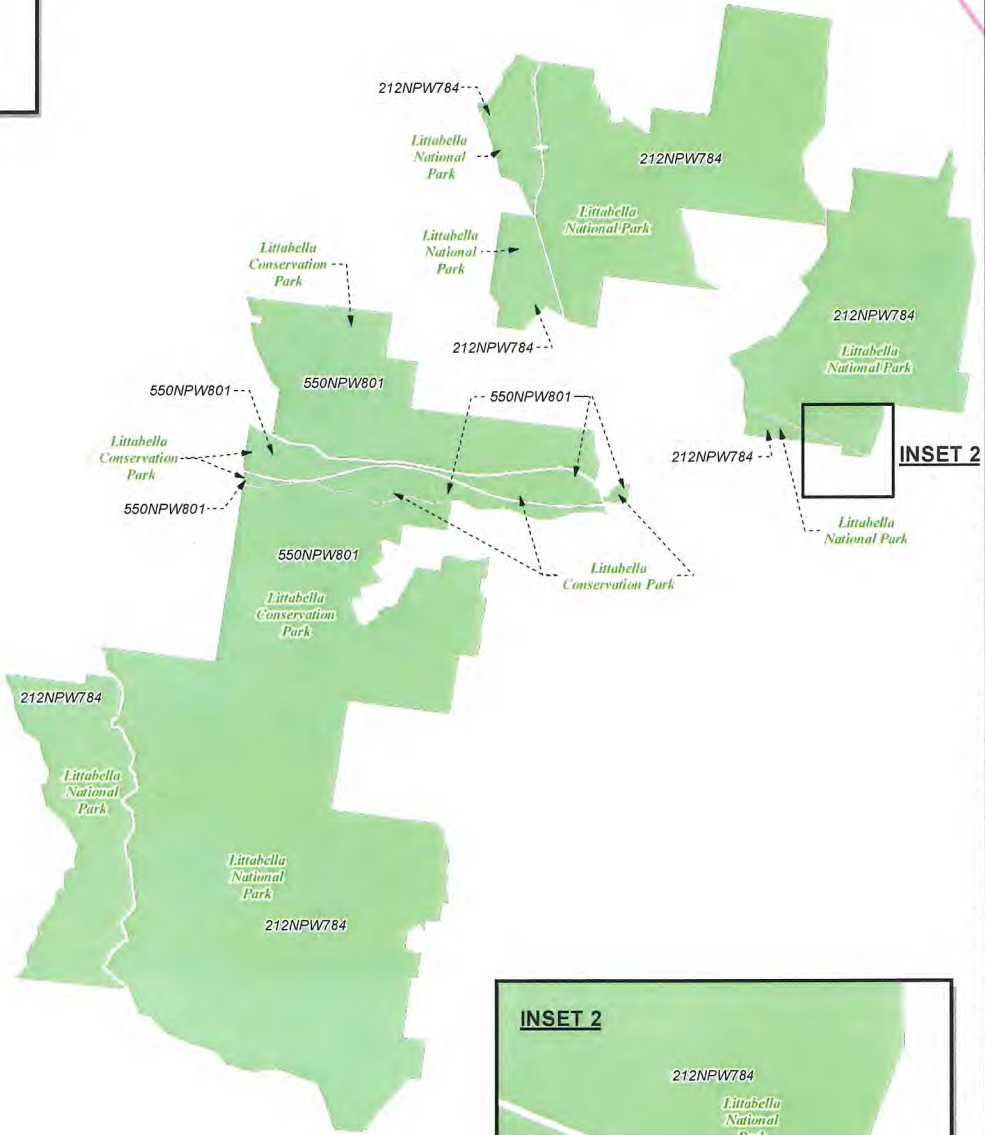 212NPW784
Littabella
National
Park
212NPW784
Littabella
National Park
Littabella
National
Park
212NPW784
Littabella
Conservation
Park
550NPW801
550NPW801
550NPW801
Littabella
Conservation
Park
550NPW801
550NPW801
Littabella
Conservation
Park
Littabella
Conservation Park
212NPW784
Littabella
National Park
212NPW784
INSET 2
Littabella
National Park
212NPW784
Littabella
National
Park
Littabella
National
Park
212NPW784
INSET 2
212NPW784
Littabella
National